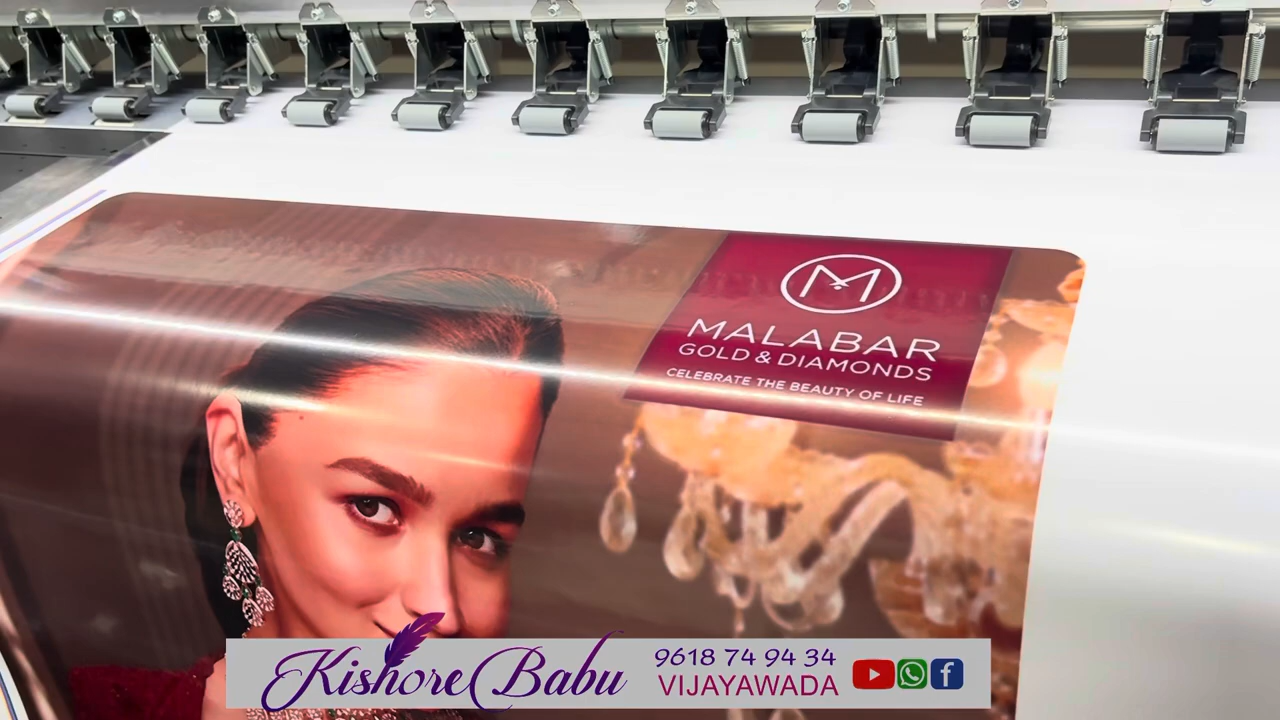 M
MALABAR
GOLD & DIAMONDS
CELEBRATE THE BEAUTY OF LIFE
Kishore Babu
9618 74 94 34
VIJAYAWADA